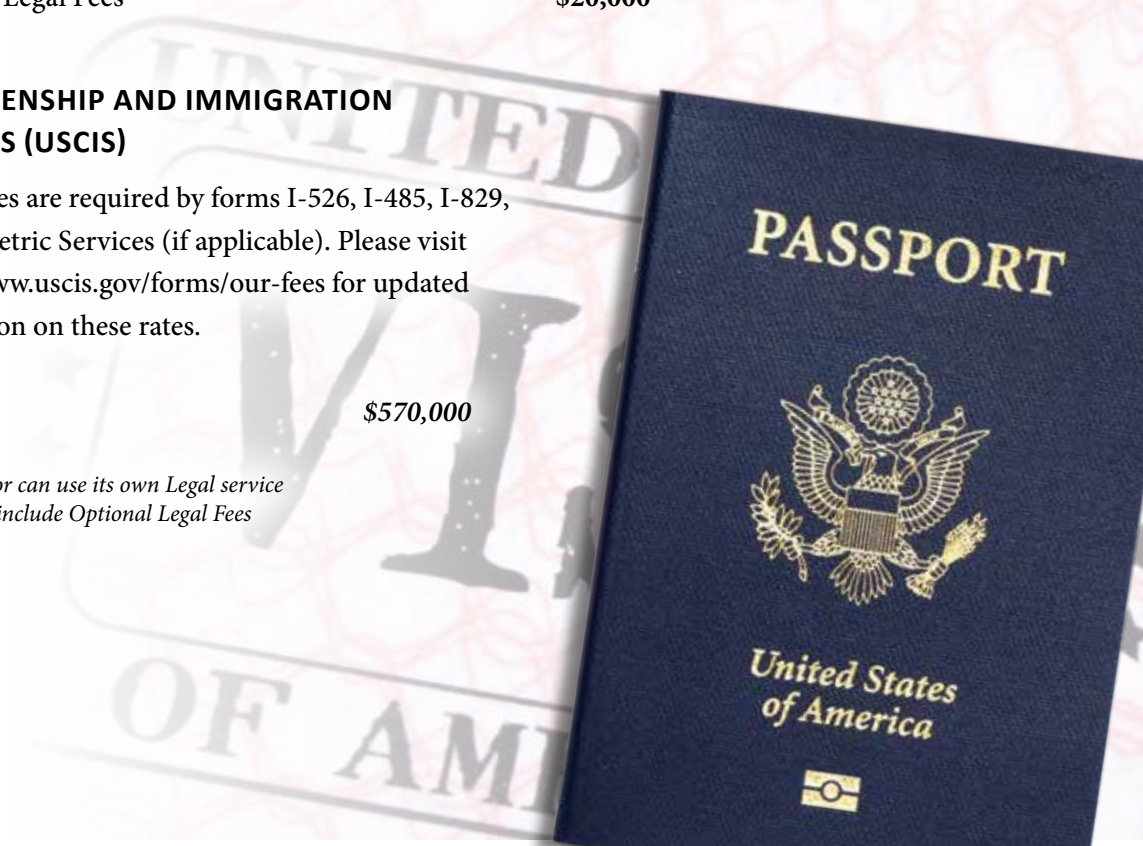 Legal Fees $20,000
ENSHIP AND IMMIGRATION
S (USCIS)
es are required by forms I-526, I-485, I-829,
etric Services (if applicable). Please visit
ww.uscis.gov/forms/our-fees for updated
on on these rates.
$570,000
or can use its own Legal service
include Optional Legal Fees
UNITED
VIS
OF AM
PASSPORT
United States
of America